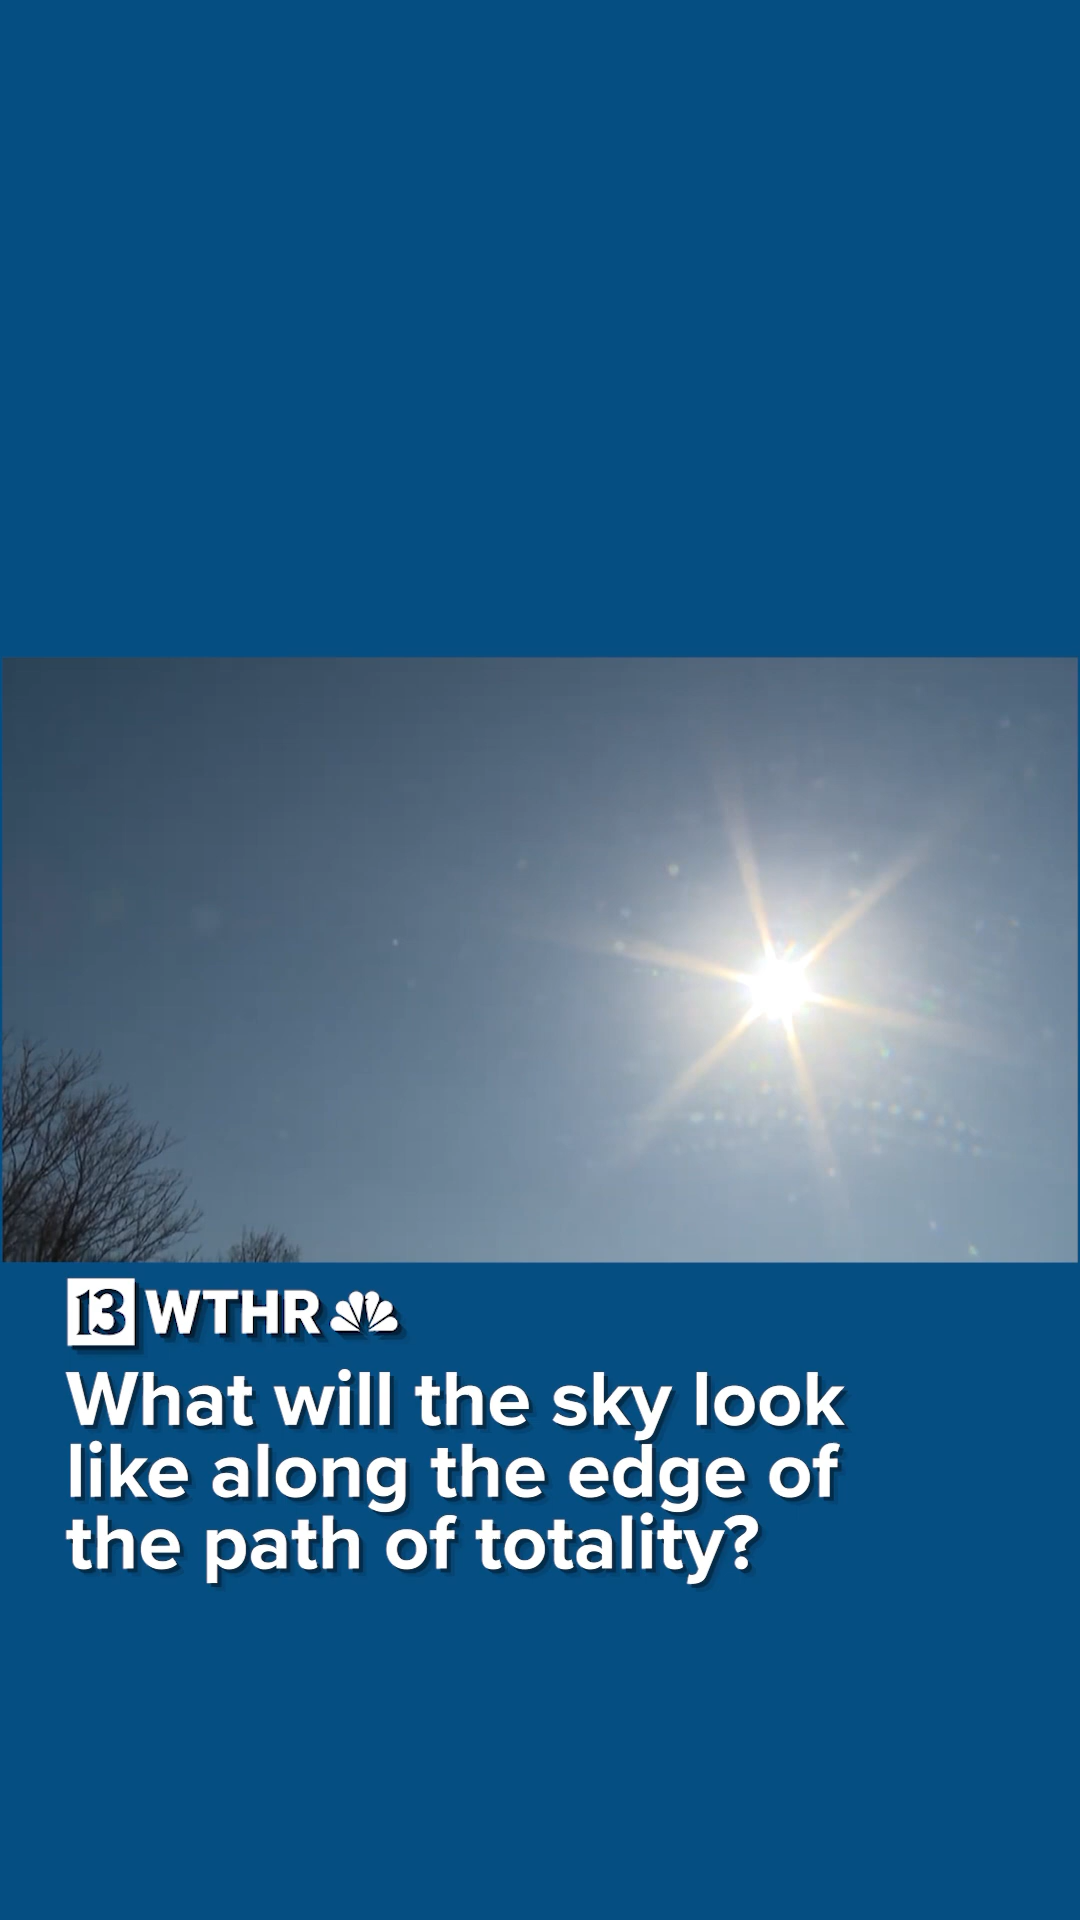 13 WTHR
What will the sky look
like along the edge of
the path of totality?